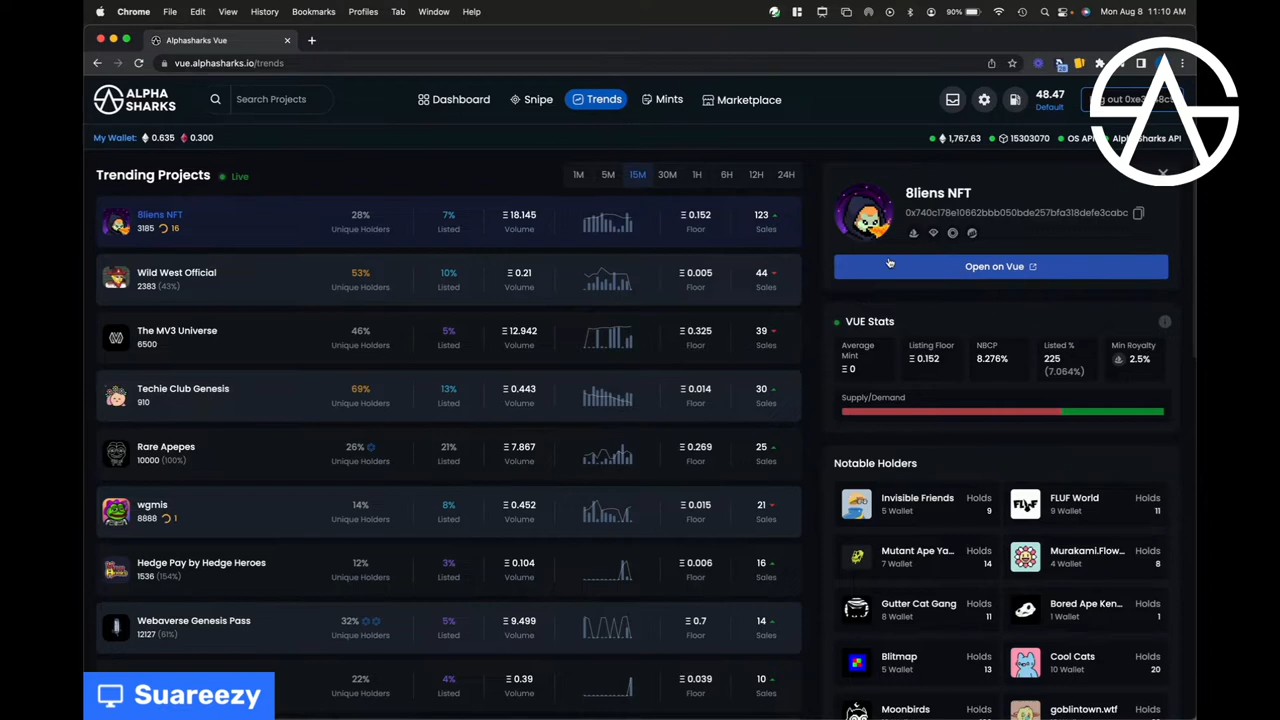 Chrome File Edit View History Bookmarks Profiles Tab Window Help 90% Mon Aug 8 11:10 AM
Alphasharks Vue
vue.alphasharks.io/trends
ALPHA SHARKS
Search Projects
Dashboard Snipe Trends Mints Marketplace
48.47
Default
My Wallet: 0.635 0.300
1,767.63 15303070 OS API AlphaSharks API
Trending Projects Live
1M 5M 15M 30M 1H 6H 12H 24H
8liens NFT 28% 7% Ξ 18.145 Ξ 0.152 123
3185 16 Unique Holders Listed Volume Floor Sales
Wild West Official 53% 10% Ξ 0.21 Ξ 0.005 44
2383 (43%) Unique Holders Listed Volume Floor Sales
The MV3 Universe 46% 5% Ξ 12.942 Ξ 0.325 39
6500 Unique Holders Listed Volume Floor Sales
Techie Club Genesis 69% 13% Ξ 0.443 Ξ 0.014 30
910 Unique Holders Listed Volume Floor Sales
Rare Apepes 26% 21% Ξ 7.867 Ξ 0.269 25
10000 (100%) Unique Holders Listed Volume Floor Sales
wgmis 14% 8% Ξ 0.452 Ξ 0.015 21
8888 1 Unique Holders Listed Volume Floor Sales
Hedge Pay by Hedge Heroes 12% 3% Ξ 0.104 Ξ 0.006 16
1536 (154%) Unique Holders Listed Volume Floor Sales
Webaverse Genesis Pass 32% 5% Ξ 9.499 Ξ 0.7 14
12127 (61%) Unique Holders Listed Volume Floor Sales
22% 4% Ξ 0.39 Ξ 0.039 10
Unique Holders Listed Volume Floor Sales
8liens NFT
0x740c178e10662bbb050bde257bfa318defe3cabc
Open on Vue
VUE Stats
Average Mint Listing Floor NBCP Listed % Min Royalty
Ξ 0 Ξ 0.152 8.276% 225 (7.064%) 2.5%
Supply/Demand
Notable Holders
Invisible Friends Holds FLUF World Holds
5 Wallet 9 9 Wallet 11
Mutant Ape Ya... Holds Murakami.Flow... Holds
7 Wallet 14 4 Wallet 8
Gutter Cat Gang Holds Bored Ape Ken... Holds
8 Wallet 11 1 Wallet 1
Blitmap Holds Cool Cats Holds
5 Wallet 13 10 Wallet 20
Moonbirds Holds goblintown.wtf Holds
Suareezy